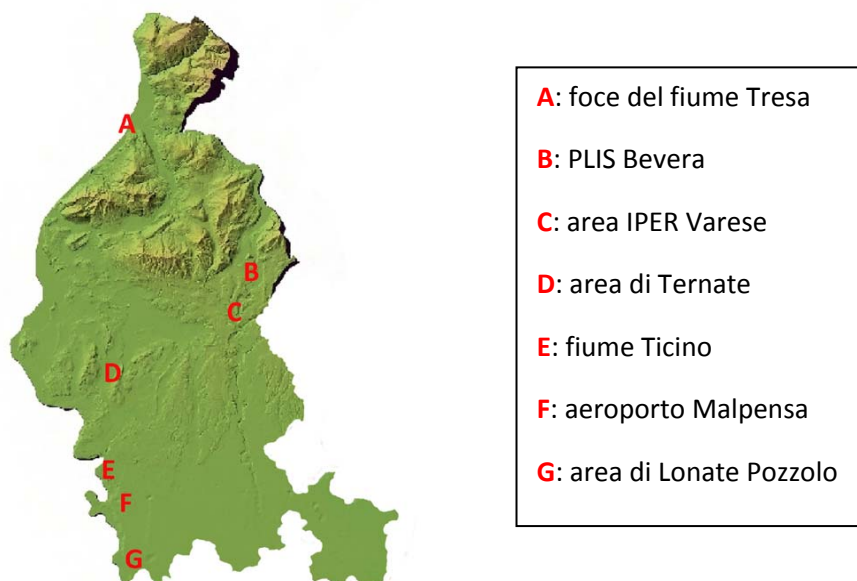 A
B
C
D
E
F
G
A: foce del fiume Tresa
B: PLIS Bevera
C: area IPER Varese
D: area di Ternate
E: fiume Ticino
F: aeroporto Malpensa
G: area di Lonate Pozzolo